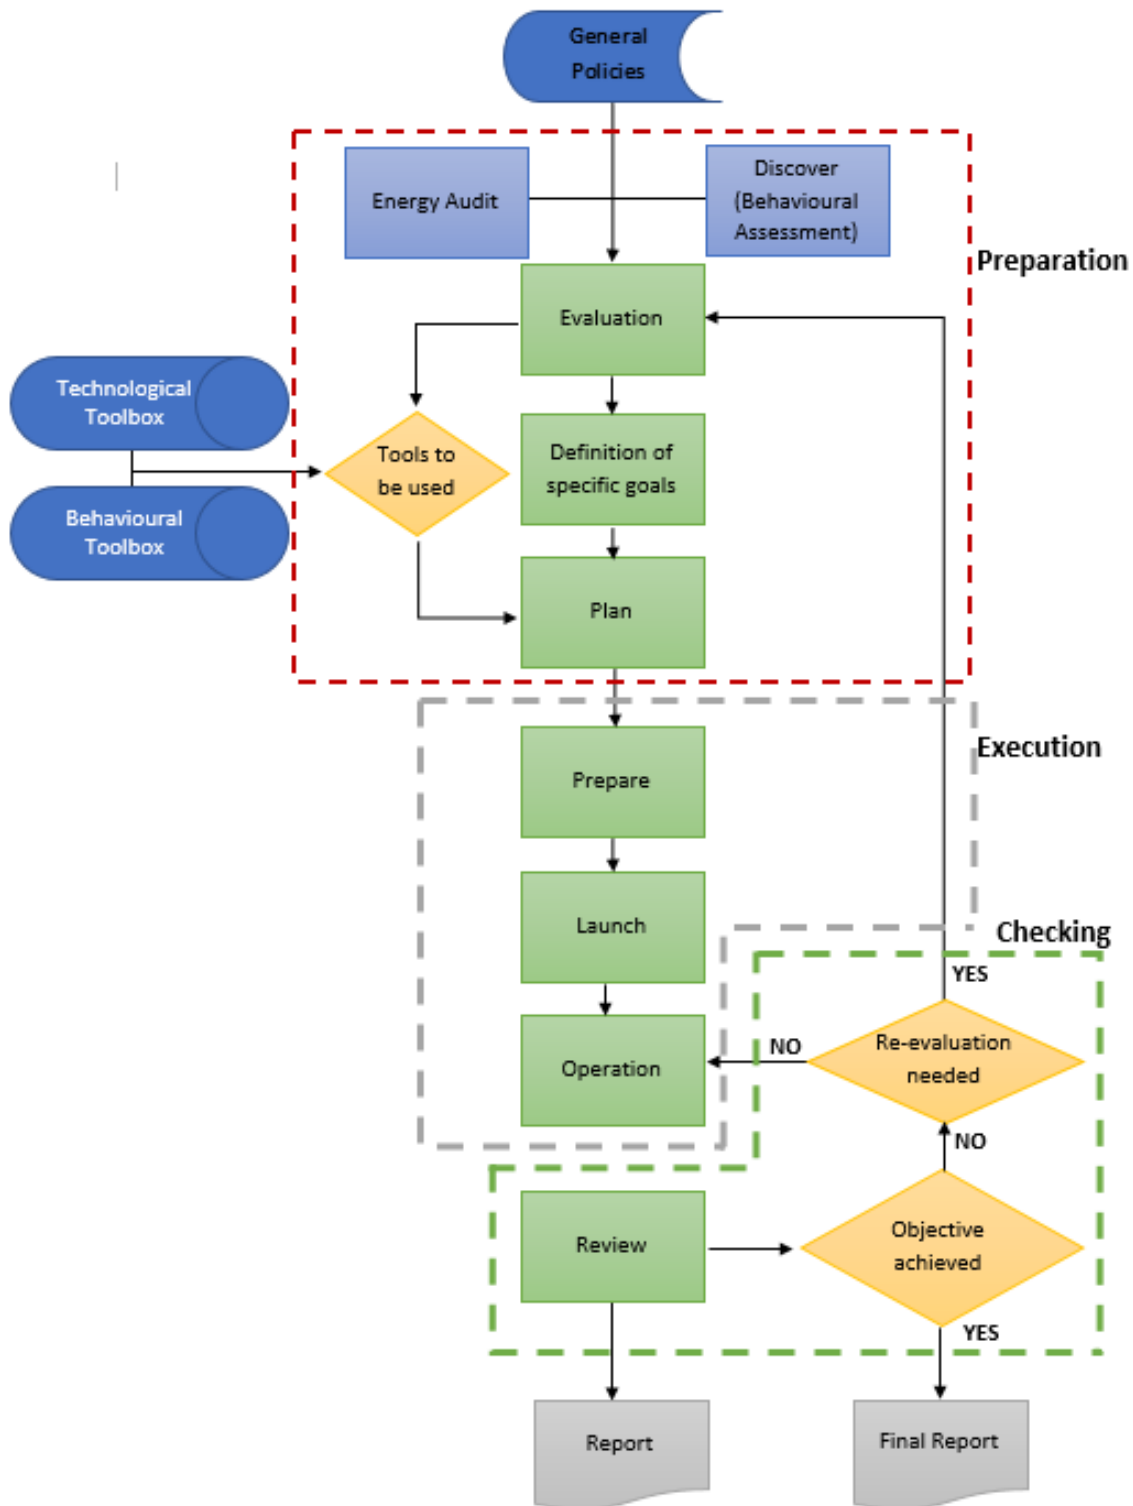 General
Policies
Energy Audit
Discover
(Behavioural
Assessment)
Preparation
Evaluation
Technological
Toolbox
Tools to
be used
Definition of
specific goals
Behavioural
Toolbox
Plan
Execution
Prepare
Launch
Checking
YES
Operation
NO
Re-evaluation
needed
NO
Review
Objective
achieved
YES
Report
Final Report